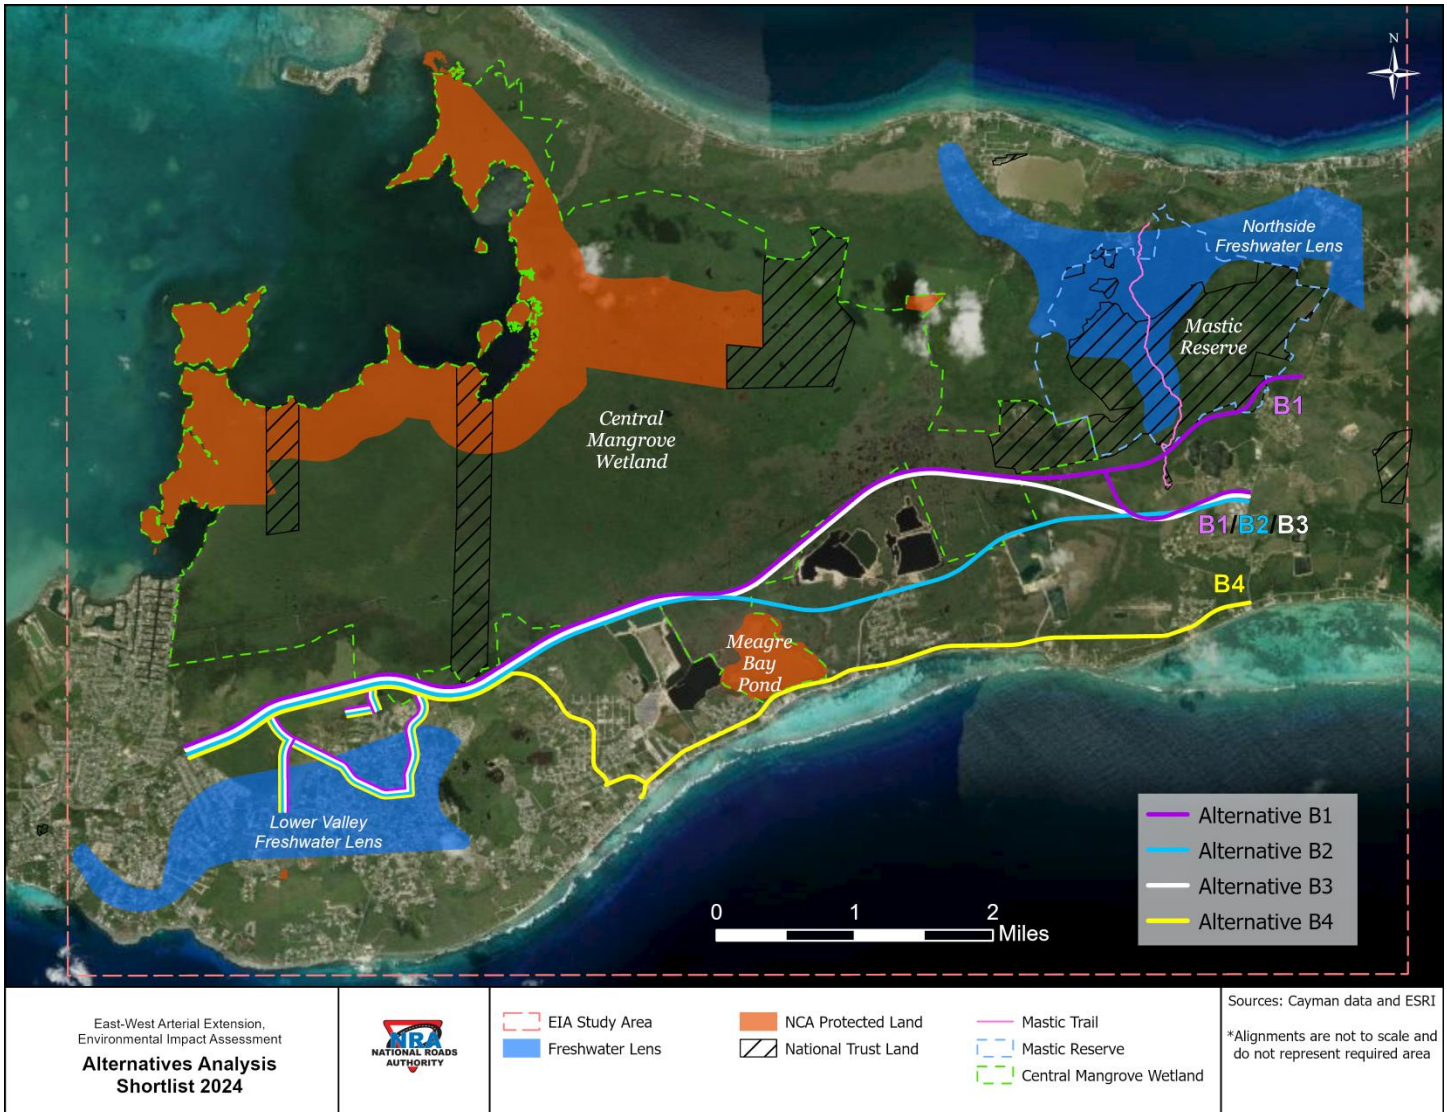 N
Northside
Freshwater Lens
Mastic
Reserve
B1
Central
Mangrove
Wetland
B1/B2/B3
B4
Meagre
Bay
Pond
Lower Valley
Freshwater Lens
Alternative B1
Alternative B2
Alternative B3
Alternative B4
0 1 2
Miles
East-West Arterial Extension,
Environmental Impact Assessment
Alternatives Analysis
Shortlist 2024
NRA
NATIONAL ROADS
AUTHORITY
EIA Study Area
Freshwater Lens
NCA Protected Land
National Trust Land
Mastic Trail
Mastic Reserve
Central Mangrove Wetland
Sources: Cayman data and ESRI
*Alignments are not to scale and
do not represent required area